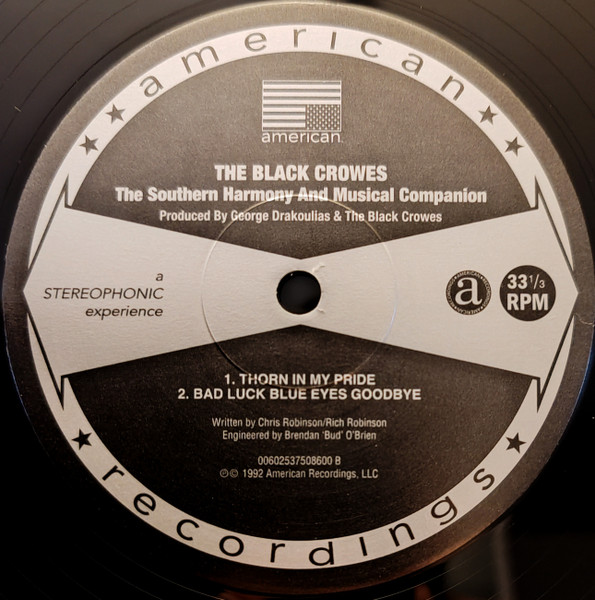 american
american
THE BLACK CROWES
The Southern Harmony And Musical Companion
Produced By George Drakoulias & The Black Crowes
a
STEREOPHONIC
experience
a
33 1/3
RPM
1. THORN IN MY PRIDE
2. BAD LUCK BLUE EYES GOODBYE
Written by Chris Robinson/Rich Robinson
Engineered by Brendan 'Bud' O'Brien
00602537508600 B
℗© 1992 American Recordings, LLC
recordings